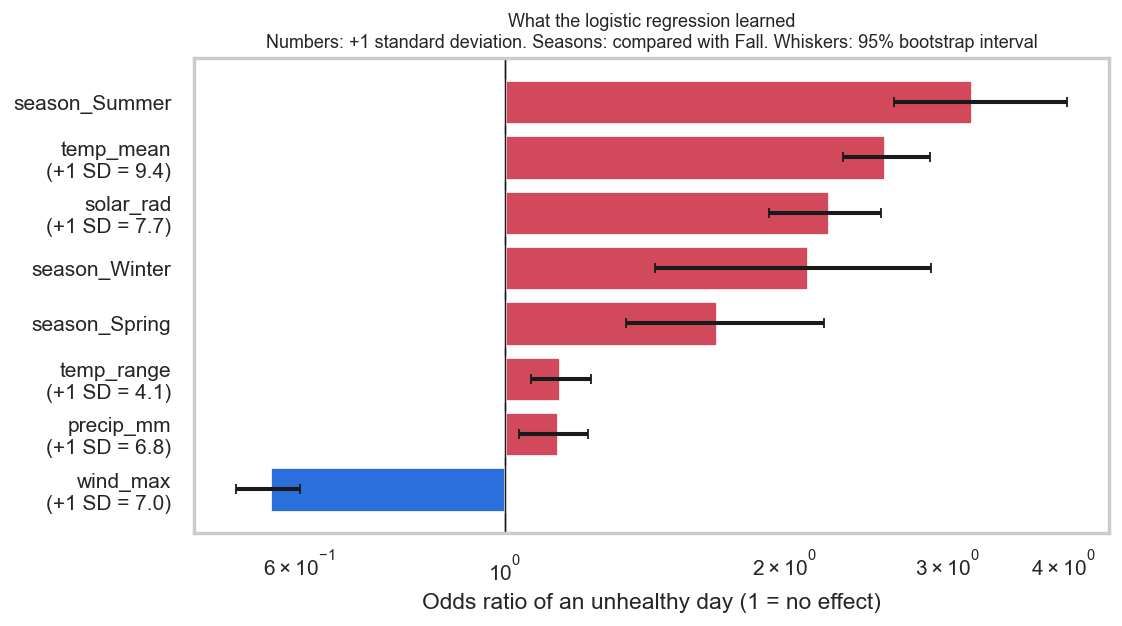 What the logistic regression learned
Numbers: +1 standard deviation. Seasons: compared with Fall. Whiskers: 95% bootstrap interval
season_Summer
temp_mean
(+1 SD = 9.4)
solar_rad
(+1 SD = 7.7)
season_Winter
season_Spring
temp_range
(+1 SD = 4.1)
precip_mm
(+1 SD = 6.8)
wind_max
(+1 SD = 7.0)
6 × 10⁻¹ 10⁰ 2 × 10⁰ 3 × 10⁰ 4 × 10⁰
Odds ratio of an unhealthy day (1 = no effect)